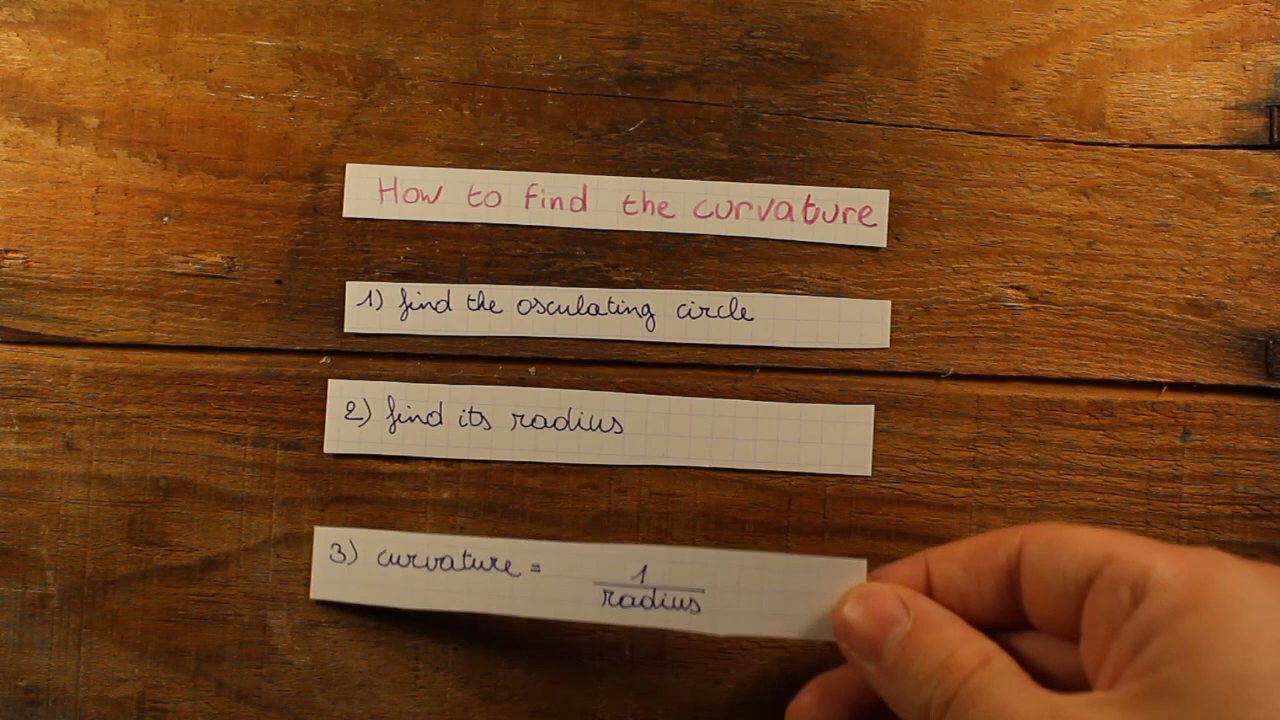 How to find the curvature
1) find the osculating circle
2) find its radius
3) curvature = 1
radius